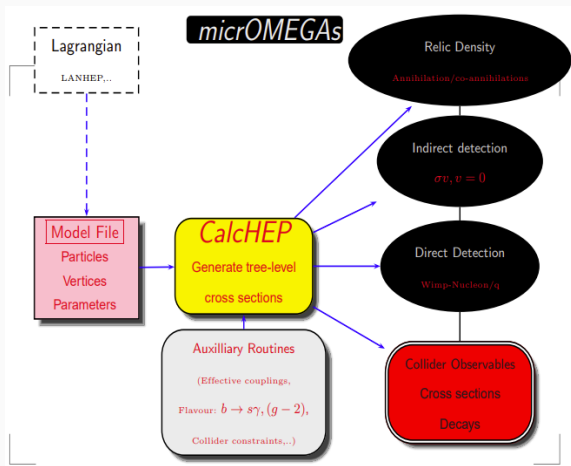 micrOMEGAs
Lagrangian
LANHEP,..
Model File
Particles
Vertices
Parameters
CalcHEP
Generate tree-level
cross sections
Auxilliary Routines
(Effective couplings,
Flavour: b → sγ, (g − 2),
Collider constraints,..)
Relic Density
Annihilation/co-annihilations
Indirect detection
σv, v = 0
Direct Detection
Wimp-Nucleon/q
Collider Observables
Cross sections
Decays